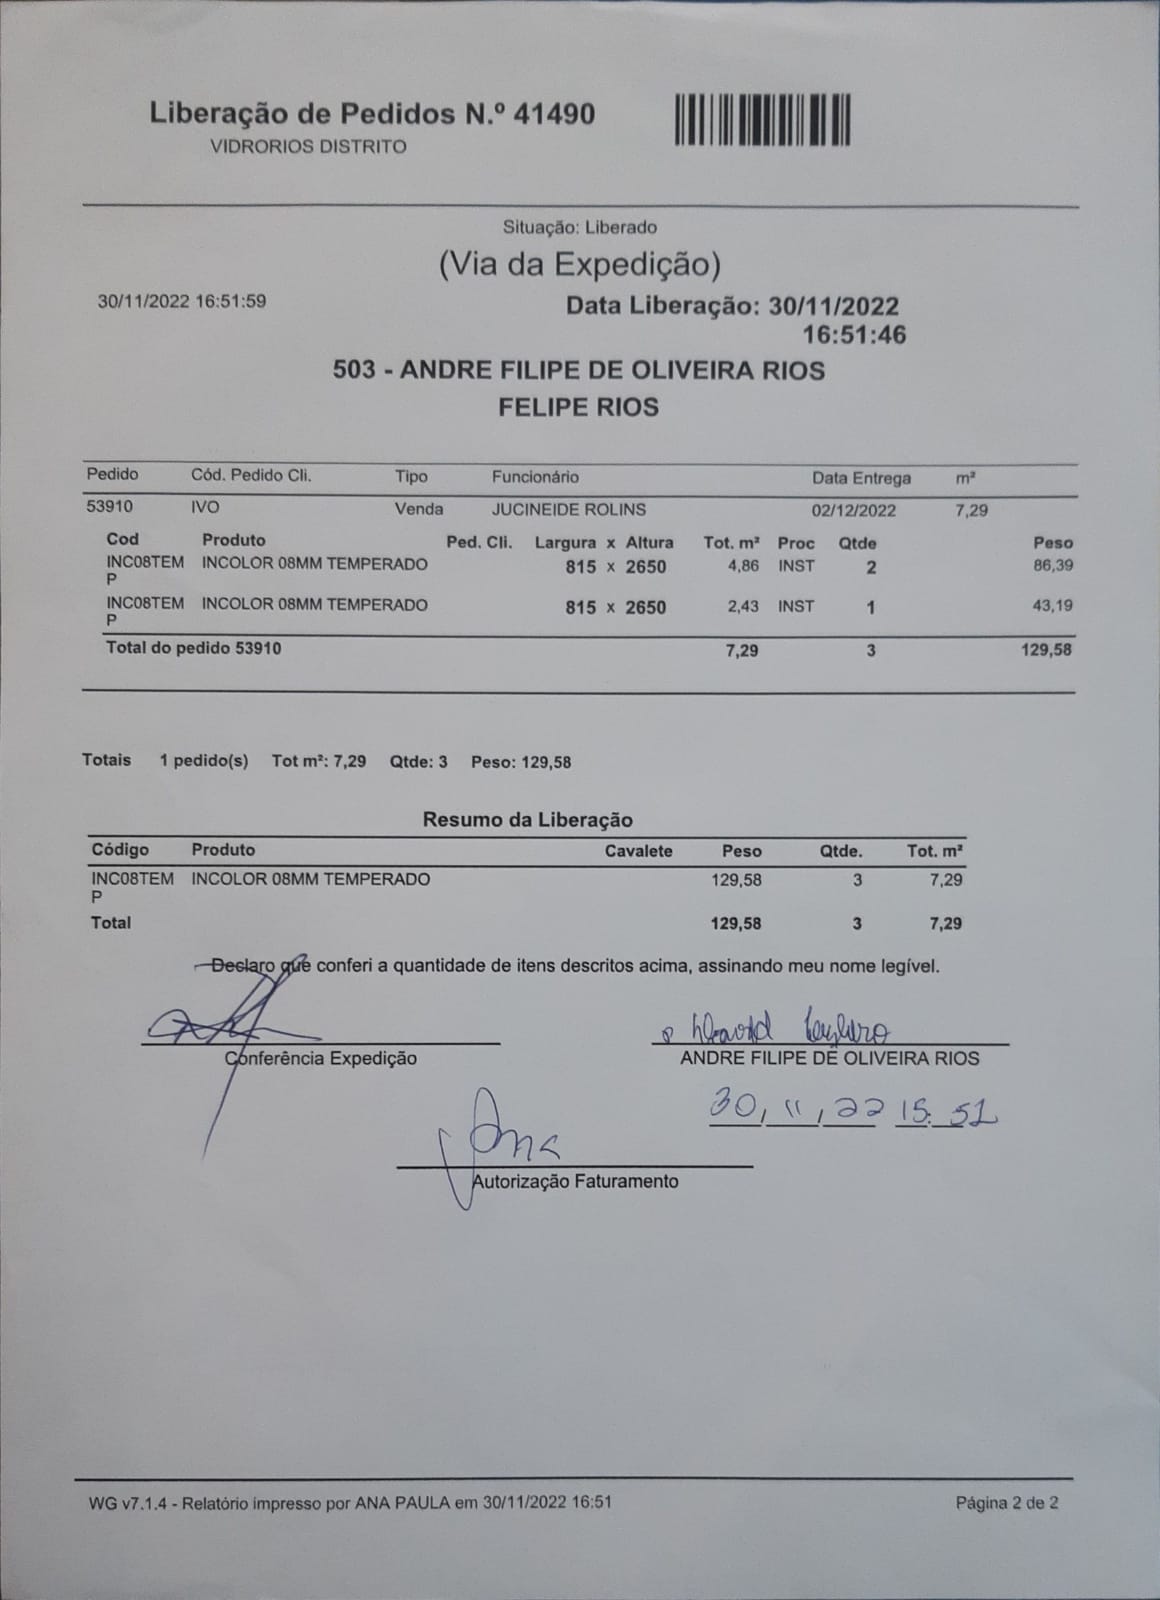 Liberação de Pedidos N.º 41490
VIDRORIOS DISTRITO
Situação: Liberado
(Via da Expedição)
30/11/2022 16:51:59
Data Liberação: 30/11/2022
16:51:46
503 - ANDRE FILIPE DE OLIVEIRA RIOS
FELIPE RIOS
Pedido Cód. Pedido Cli. Tipo Funcionário Data Entrega m²
53910 IVO Venda JUCINEIDE ROLINS 02/12/2022 7,29
Cod Produto Ped. Cli. Largura x Altura Tot. m² Proc Qtde Peso
INC08TEM INCOLOR 08MM TEMPERADO 815 x 2650 4,86 INST 2 86,39
P
INC08TEM INCOLOR 08MM TEMPERADO 815 x 2650 2,43 INST 1 43,19
P
Total do pedido 53910 7,29 3 129,58
Totais 1 pedido(s) Tot m²: 7,29 Qtde: 3 Peso: 129,58
Resumo da Liberação
Código Produto Cavalete Peso Qtde. Tot. m²
INC08TEM INCOLOR 08MM TEMPERADO 129,58 3 7,29
P
Total 129,58 3 7,29
Declaro que conferi a quantidade de itens descritos acima, assinando meu nome legível.
Conferência Expedição
ANDRE FILIPE DE OLIVEIRA RIOS
30, 11, 22 15:51
Ana
Autorização Faturamento
WG v7.1.4 - Relatório impresso por ANA PAULA em 30/11/2022 16:51
Página 2 de 2